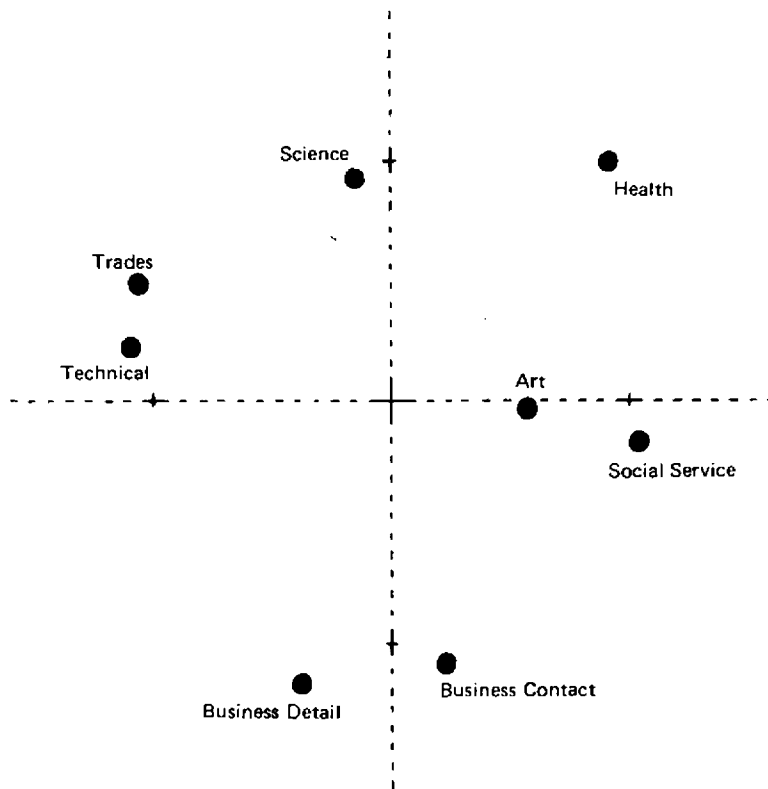 Science
Health
Trades
Technical
Art
Social Service
Business Contact
Business Detail